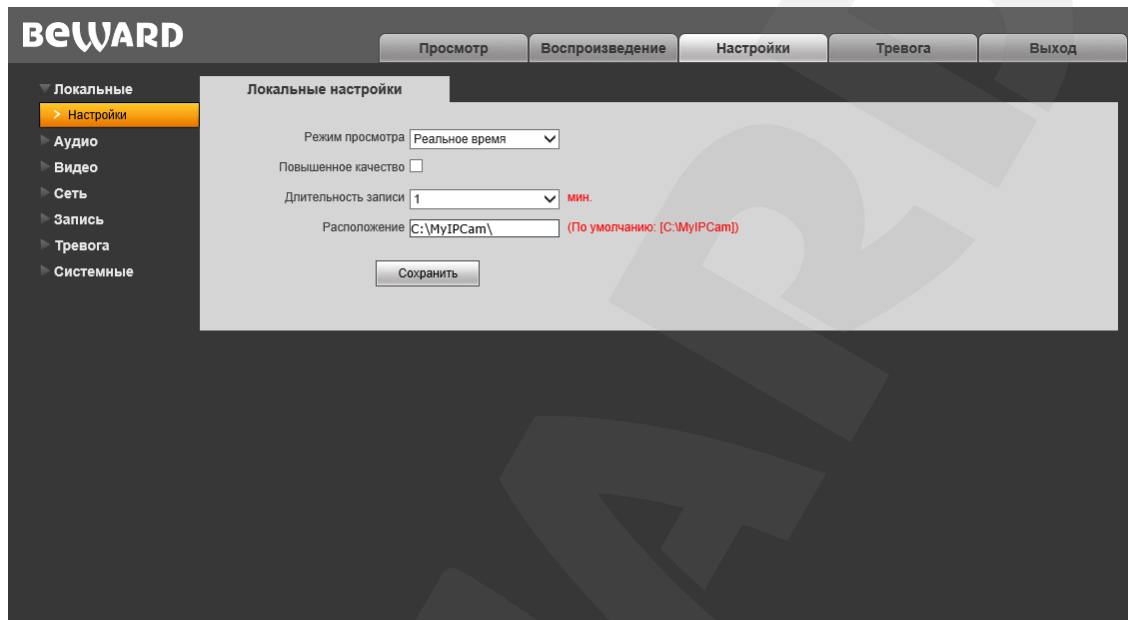 BEWARD
Просмотр Воспроизведение Настройки Тревога Выход
Локальные
> Настройки
Аудио
Видео
Сеть
Запись
Тревога
Системные
Локальные настройки
Режим просмотра Реальное время
Повышенное качество
Длительность записи 1 мин.
Расположение C:\MyIPCam\ (По умолчанию: [C:\MyIPCam])
Сохранить